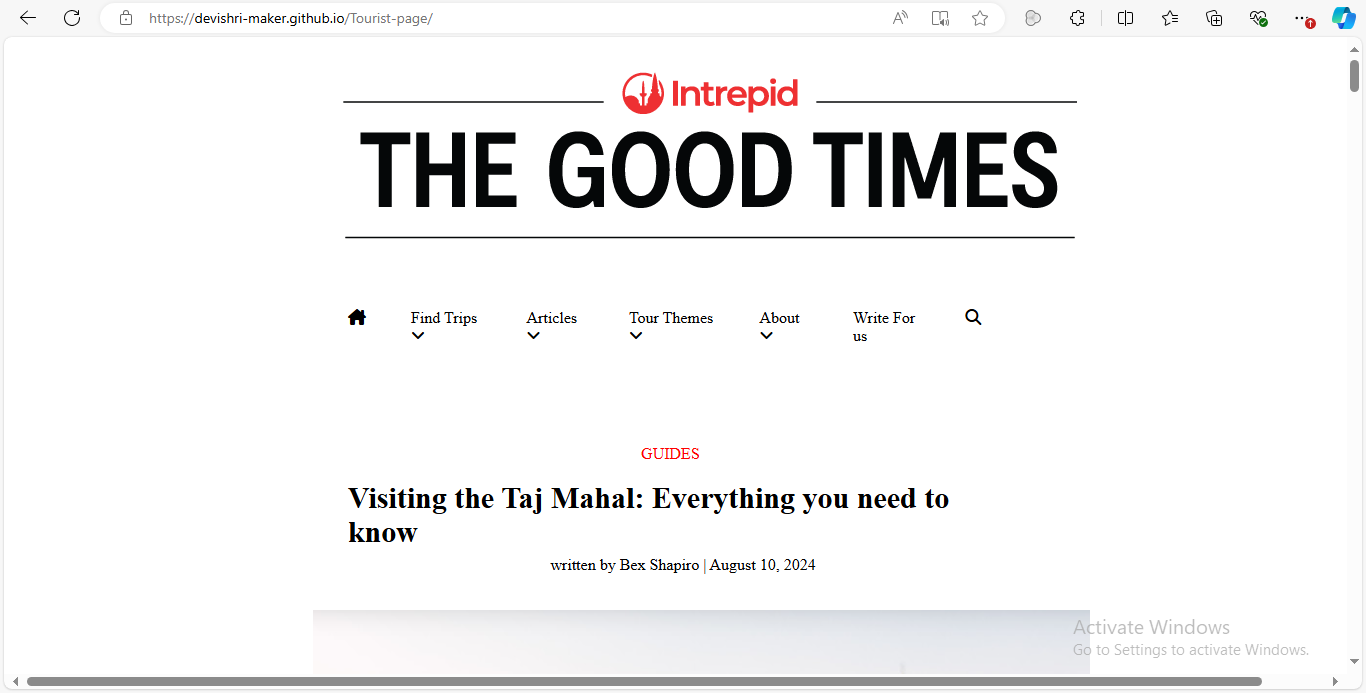 https://devishri-maker.github.io/Tourist-page/
Intrepid
THE GOOD TIMES
Find Trips
Articles
Tour Themes
About
Write For
us
GUIDES
Visiting the Taj Mahal: Everything you need to
know
written by Bex Shapiro | August 10, 2024
Activate Windows
Go to Settings to activate Windows.